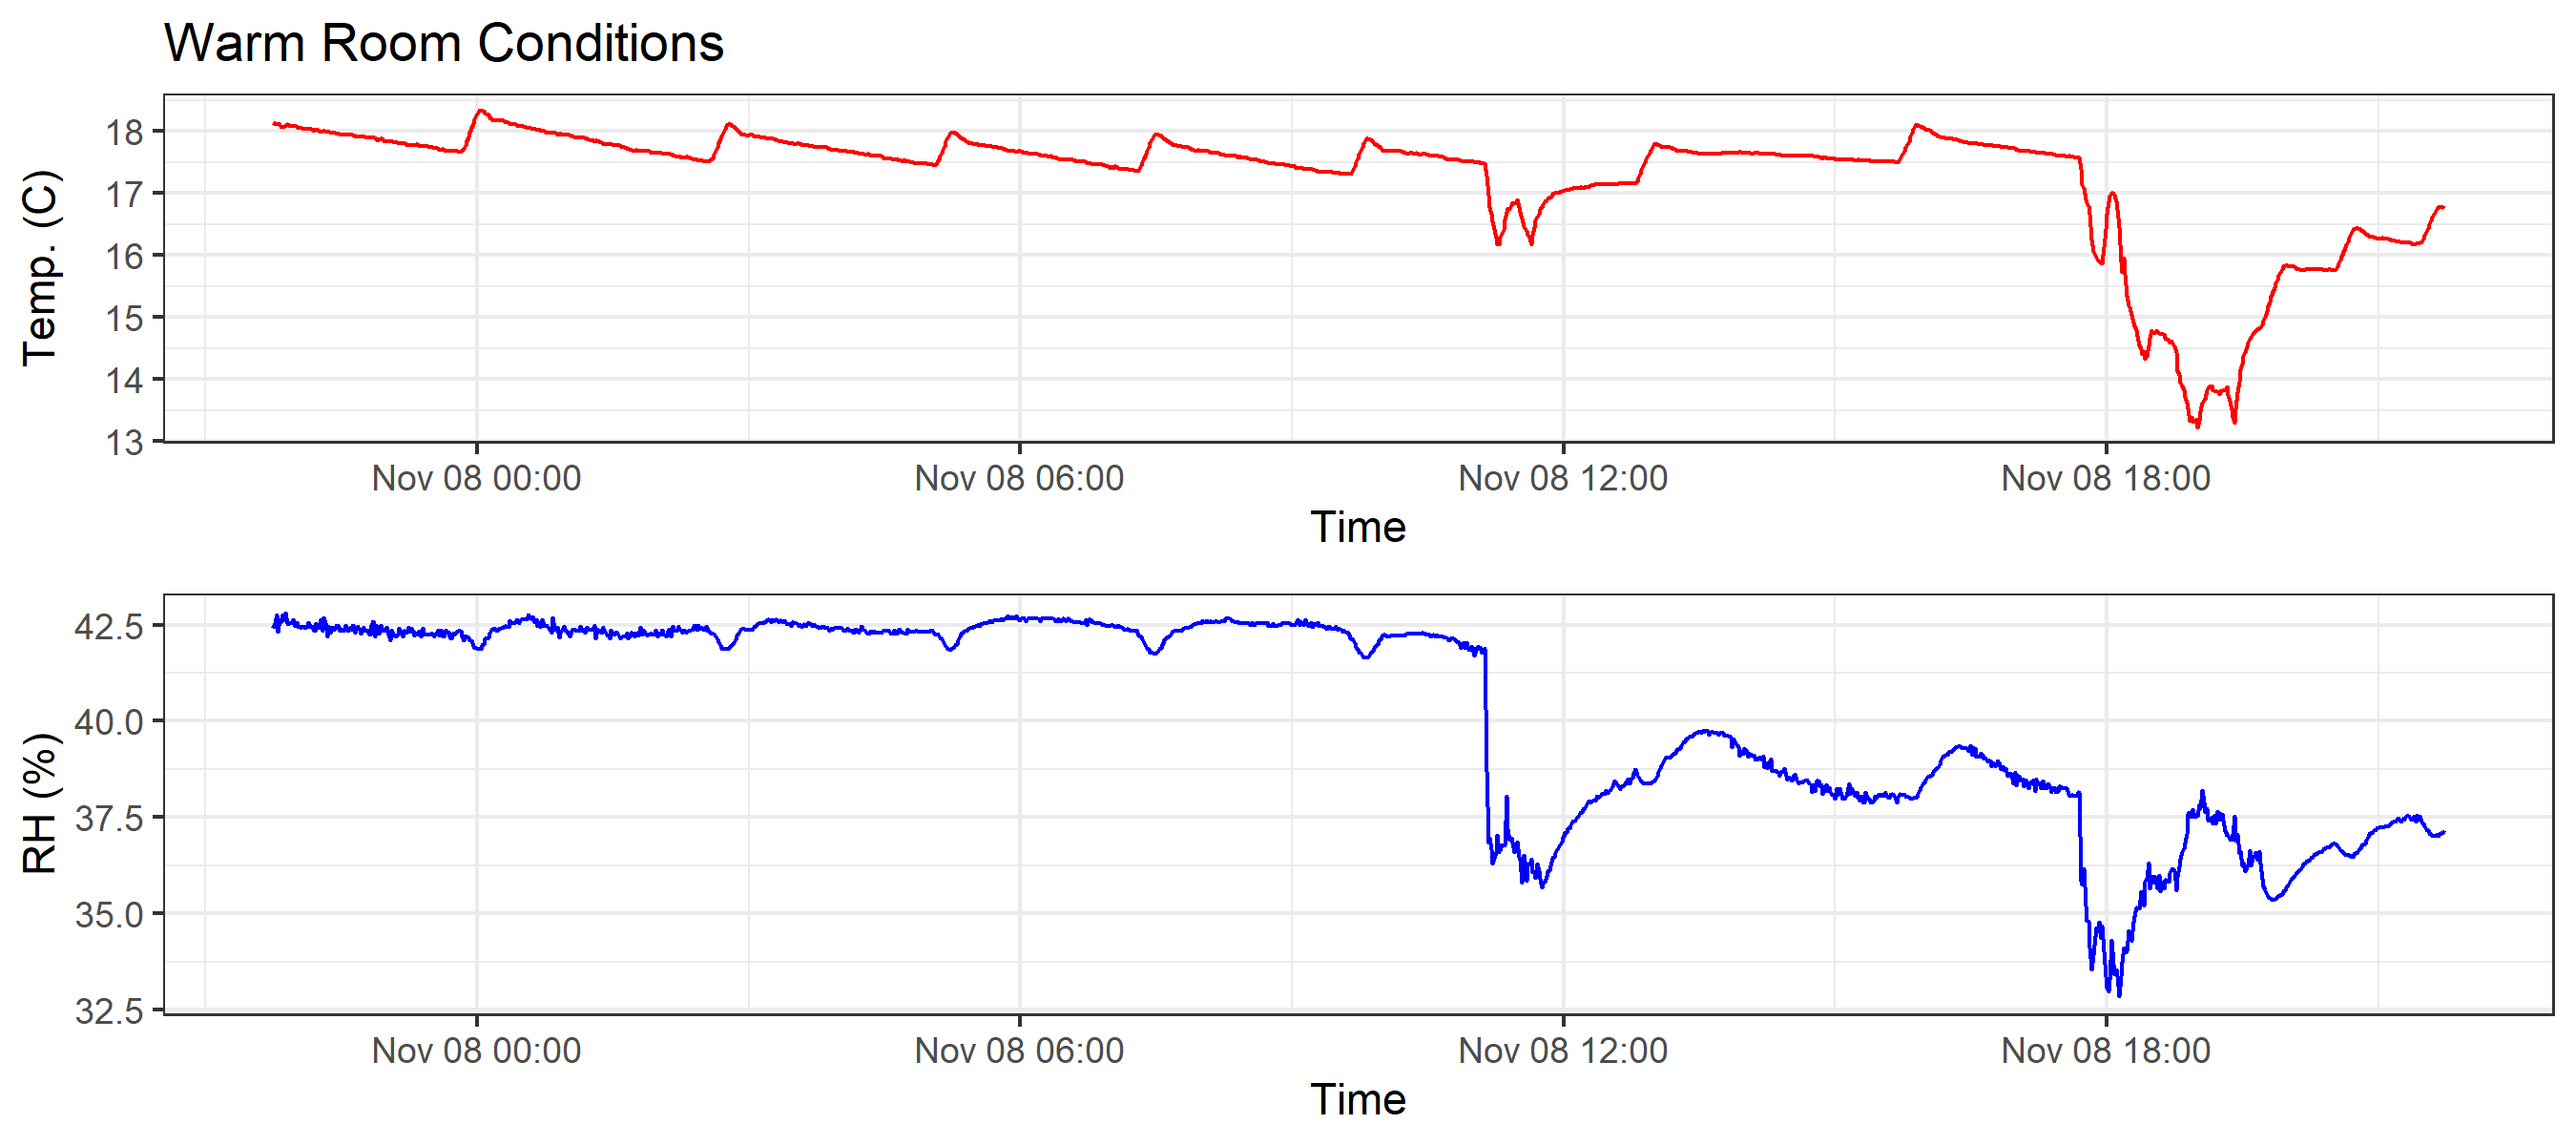 Warm Room Conditions
Temp. (C)
18
17
16
15
14
13
Nov 08 00:00 Nov 08 06:00 Nov 08 12:00 Nov 08 18:00
Time
RH (%)
42.5
40.0
37.5
35.0
32.5
Nov 08 00:00 Nov 08 06:00 Nov 08 12:00 Nov 08 18:00
Time